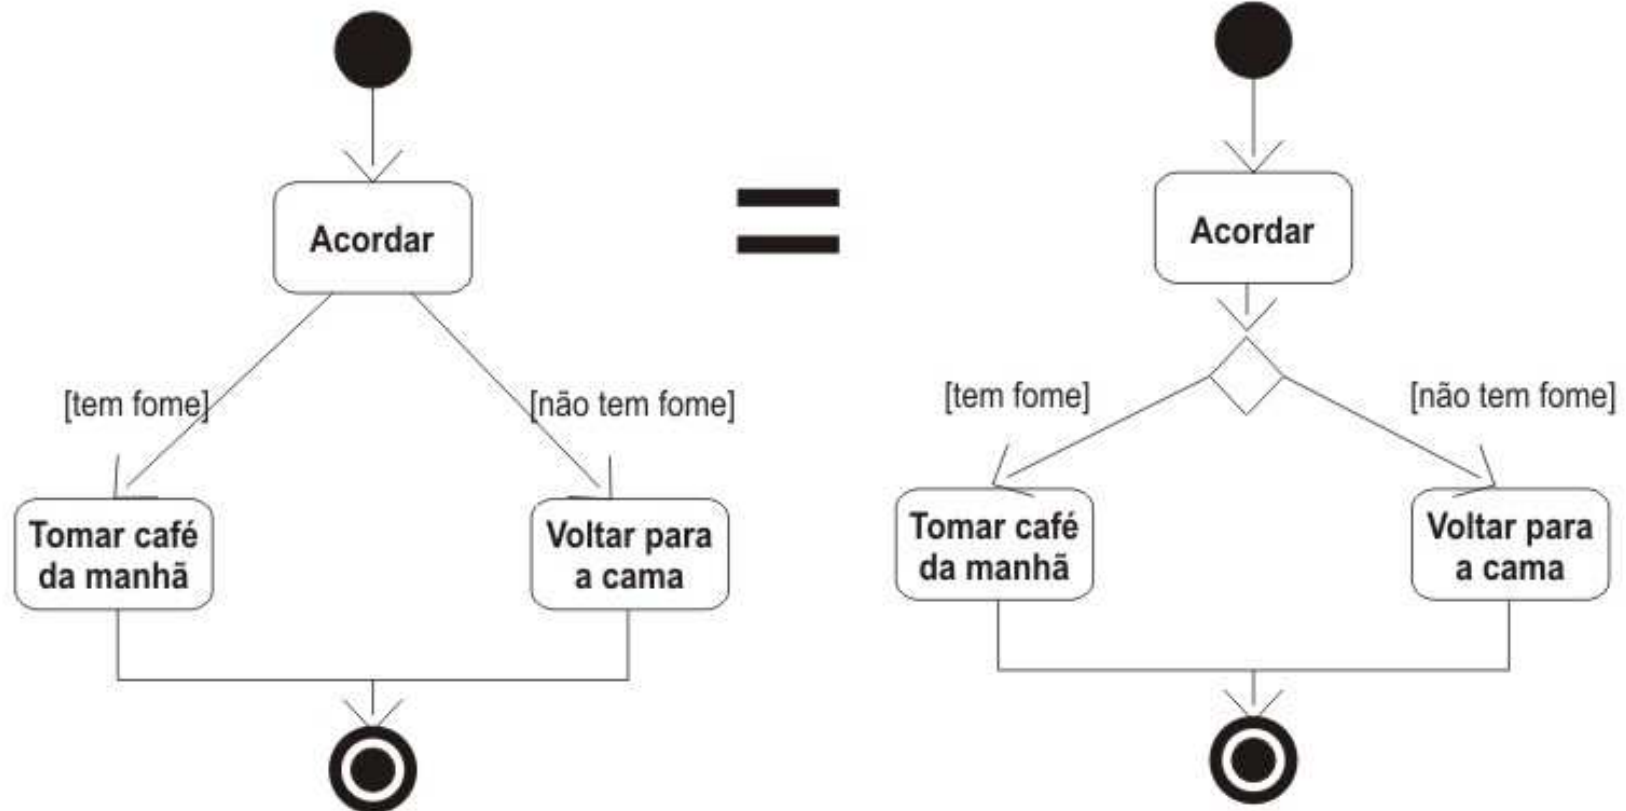 Acordar
[tem fome]
[não tem fome]
Tomar café
da manhã
Voltar para
a cama
Acordar
[tem fome]
[não tem fome]
Tomar café
da manhã
Voltar para
a cama